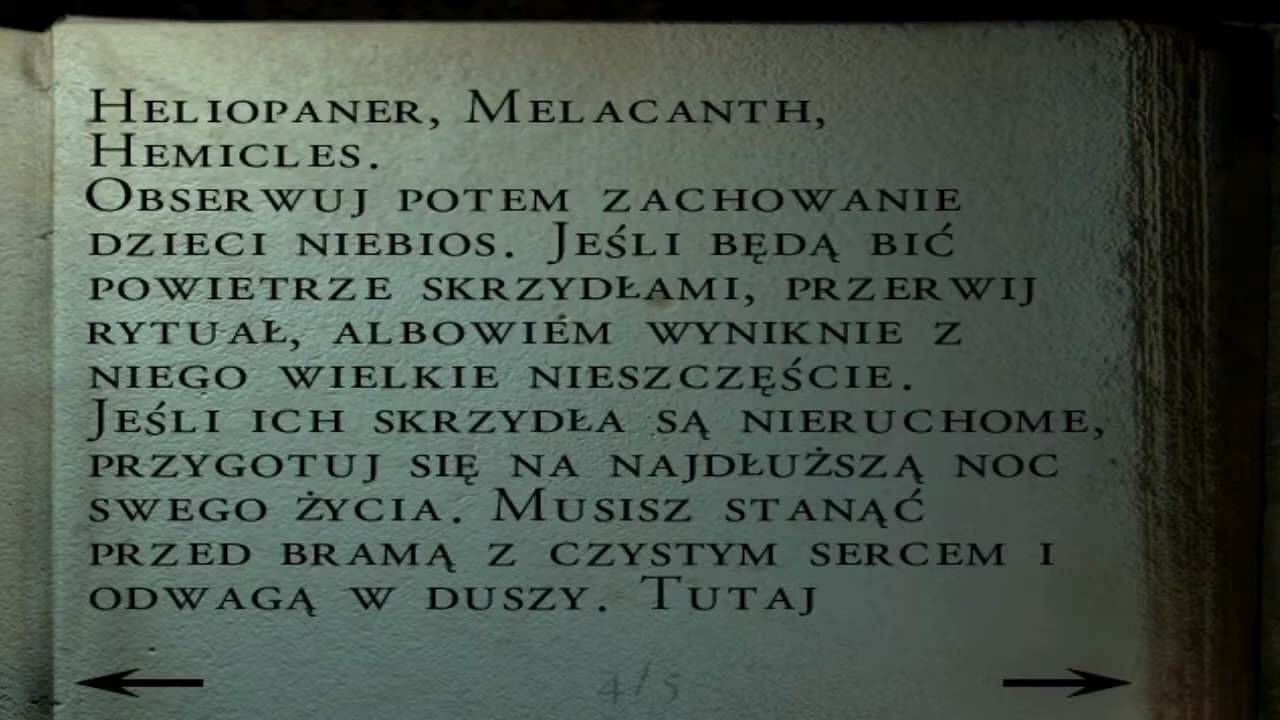 Heliopaner, Melacanth,
Hemicles.
Obserwuj potem zachowanie
dzieci niebios. Jeśli będą bić
powietrze skrzydłami, przerwij
rytuał, albowiem wyniknie z
niego wielkie nieszczęście.
Jeśli ich skrzydła są nieruchome,
przygotuj się na najdłuższą noc
swego życia. Musisz stanąć
przed bramą z czystym sercem i
odwagą w duszy. Tutaj
4/5